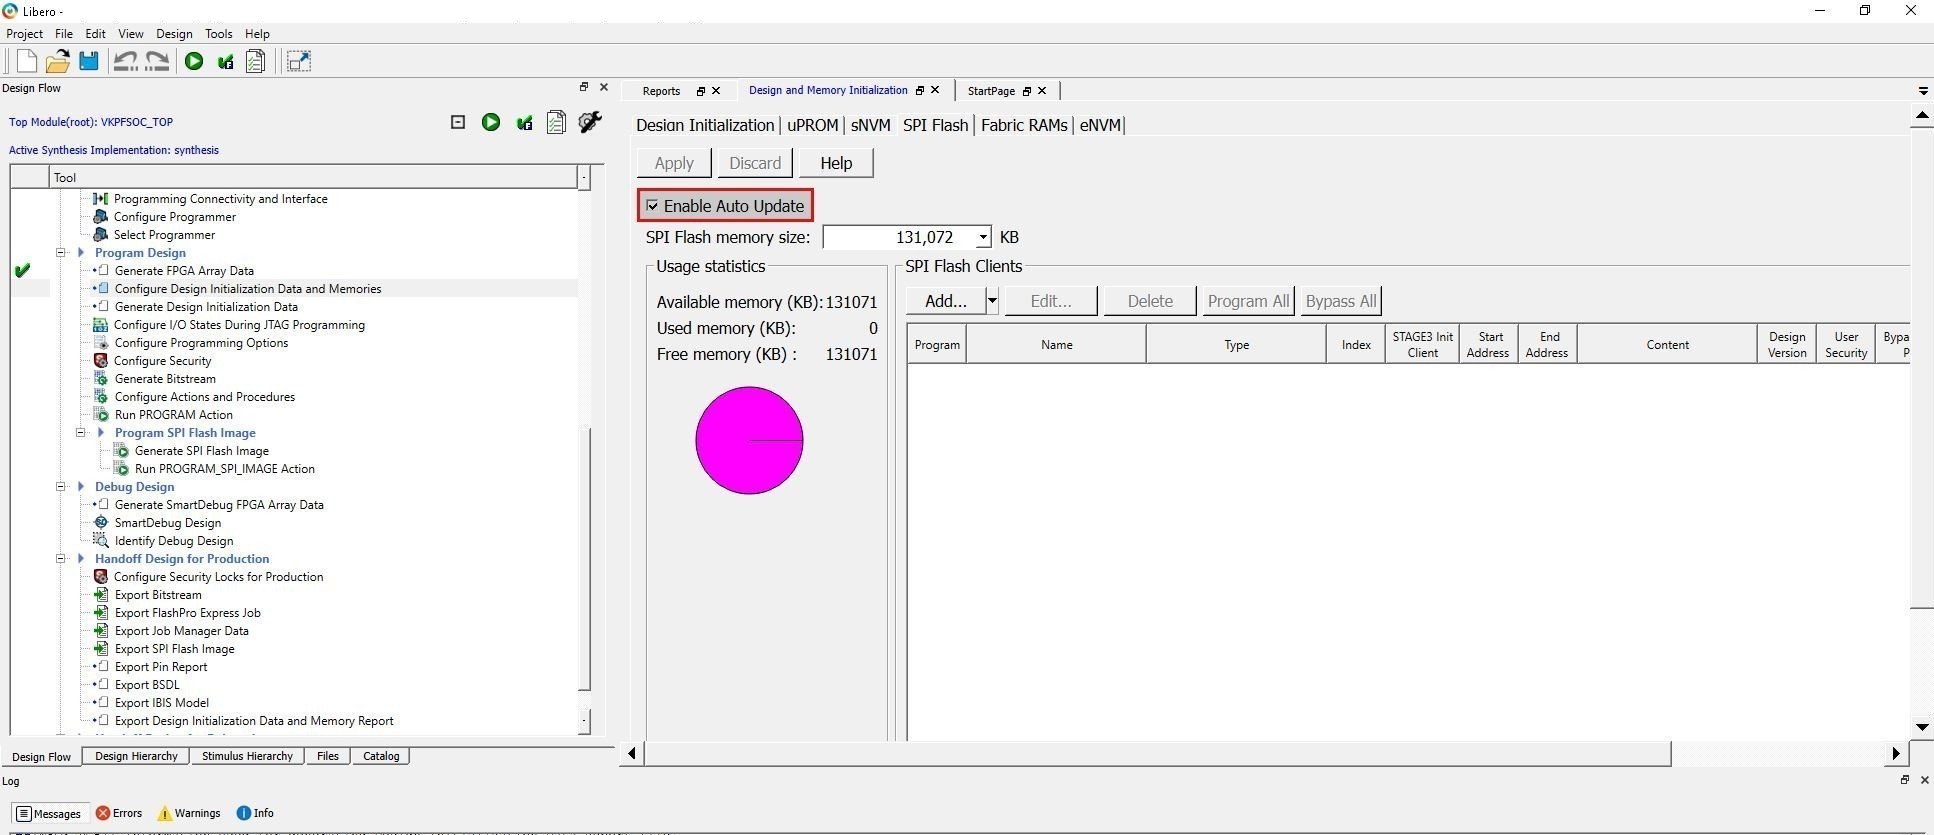 Libero -
Project File Edit View Design Tools Help
Design Flow
Top Module(root): VKPFSOC_TOP
Active Synthesis Implementation: synthesis
Tool
Programming Connectivity and Interface
Configure Programmer
Select Programmer
Program Design
Generate FPGA Array Data
Configure Design Initialization Data and Memories
Generate Design Initialization Data
Configure I/O States During JTAG Programming
Configure Programming Options
Configure Security
Generate Bitstream
Configure Actions and Procedures
Run PROGRAM Action
Program SPI Flash Image
Generate SPI Flash Image
Run PROGRAM_SPI_IMAGE Action
Debug Design
Generate SmartDebug FPGA Array Data
SmartDebug Design
Identify Debug Design
Handoff Design for Production
Configure Security Locks for Production
Export Bitstream
Export FlashPro Express Job
Export Job Manager Data
Export SPI Flash Image
Export Pin Report
Export BSDL
Export IBIS Model
Export Design Initialization Data and Memory Report
Design Flow Design Hierarchy Stimulus Hierarchy Files Catalog
Reports Design and Memory Initialization StartPage
Design Initialization uPROM sNVM SPI Flash Fabric RAMs eNVM
Apply Discard Help
Enable Auto Update
SPI Flash memory size: 131,072 KB
Usage statistics
Available memory (KB): 131071
Used memory (KB): 0
Free memory (KB) : 131071
SPI Flash Clients
Add... Edit... Delete Program All Bypass All
Program Name Type Index STAGE3 Init Client Start Address End Address Content Design Version User Security Bypa P
Log
Messages Errors Warnings Info